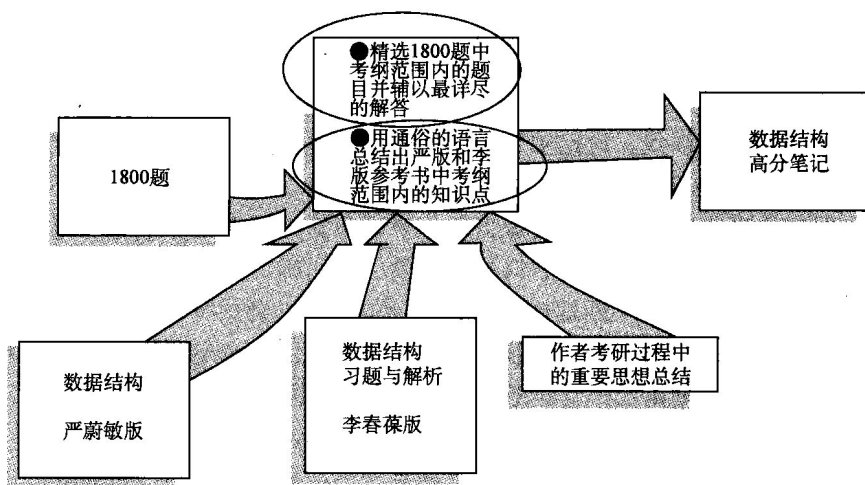 ●精选1800题中
考纲范围内的题
目并辅以最详尽
的解答
●用通俗的语言
总结出严版和李
版参考书中考纲
范围内的知识点
1800题
数据结构
高分笔记
数据结构
严蔚敏版
数据结构
习题与解析
李春葆版
作者考研过程中
的重要思想总结